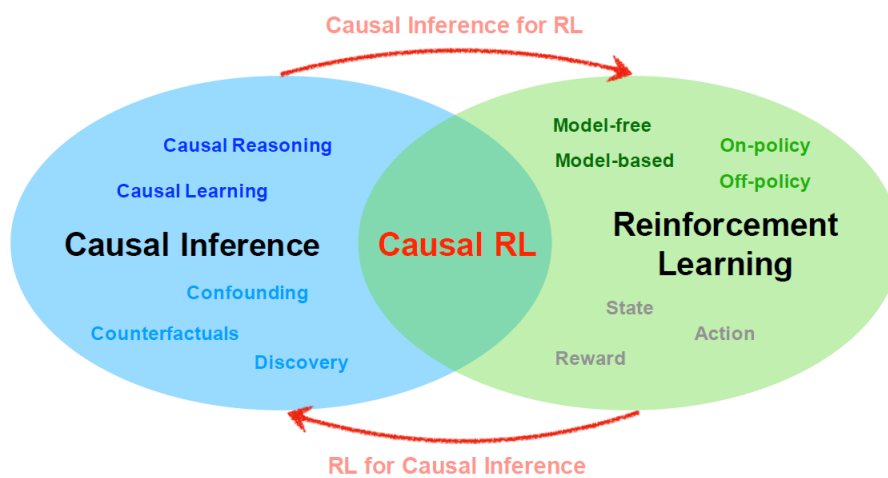 Causal Inference for RL
Causal Reasoning
Causal Learning
Causal Inference
Confounding
Counterfactuals
Discovery
Causal RL
Model-free
Model-based
On-policy
Off-policy
Reinforcement
Learning
State
Action
Reward
RL for Causal Inference